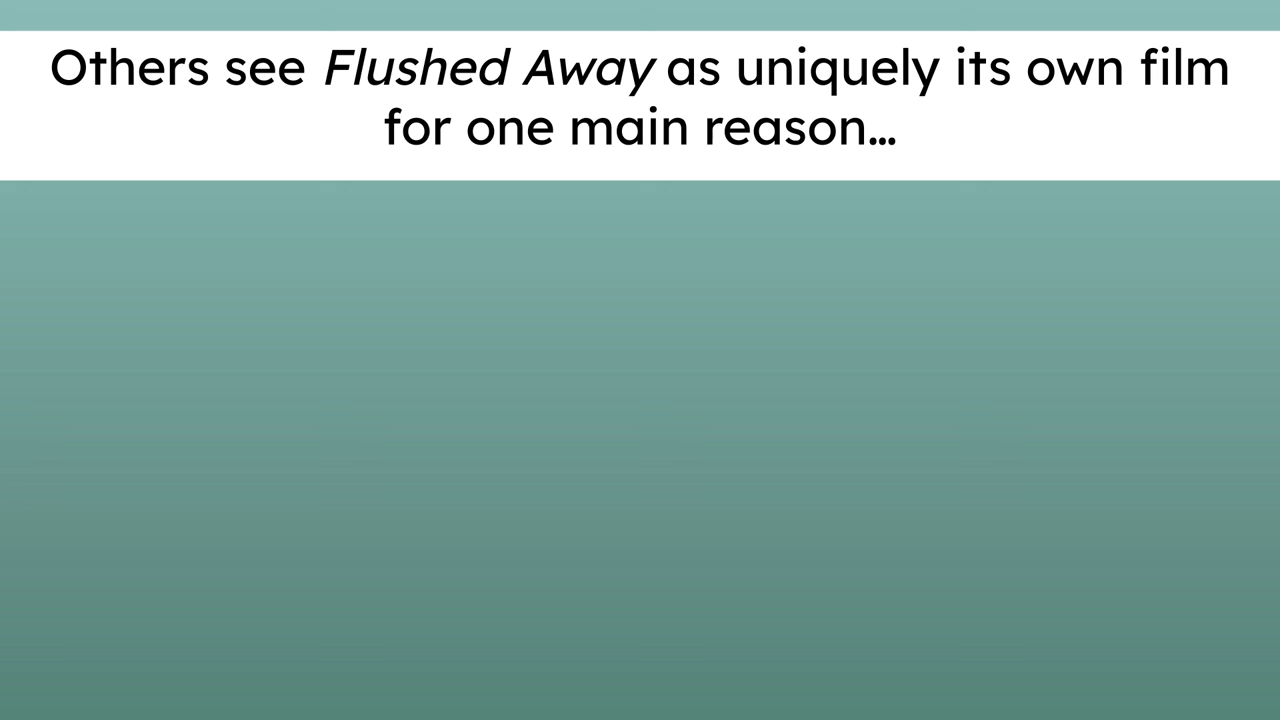 Others see Flushed Away as uniquely its own film
for one main reason...